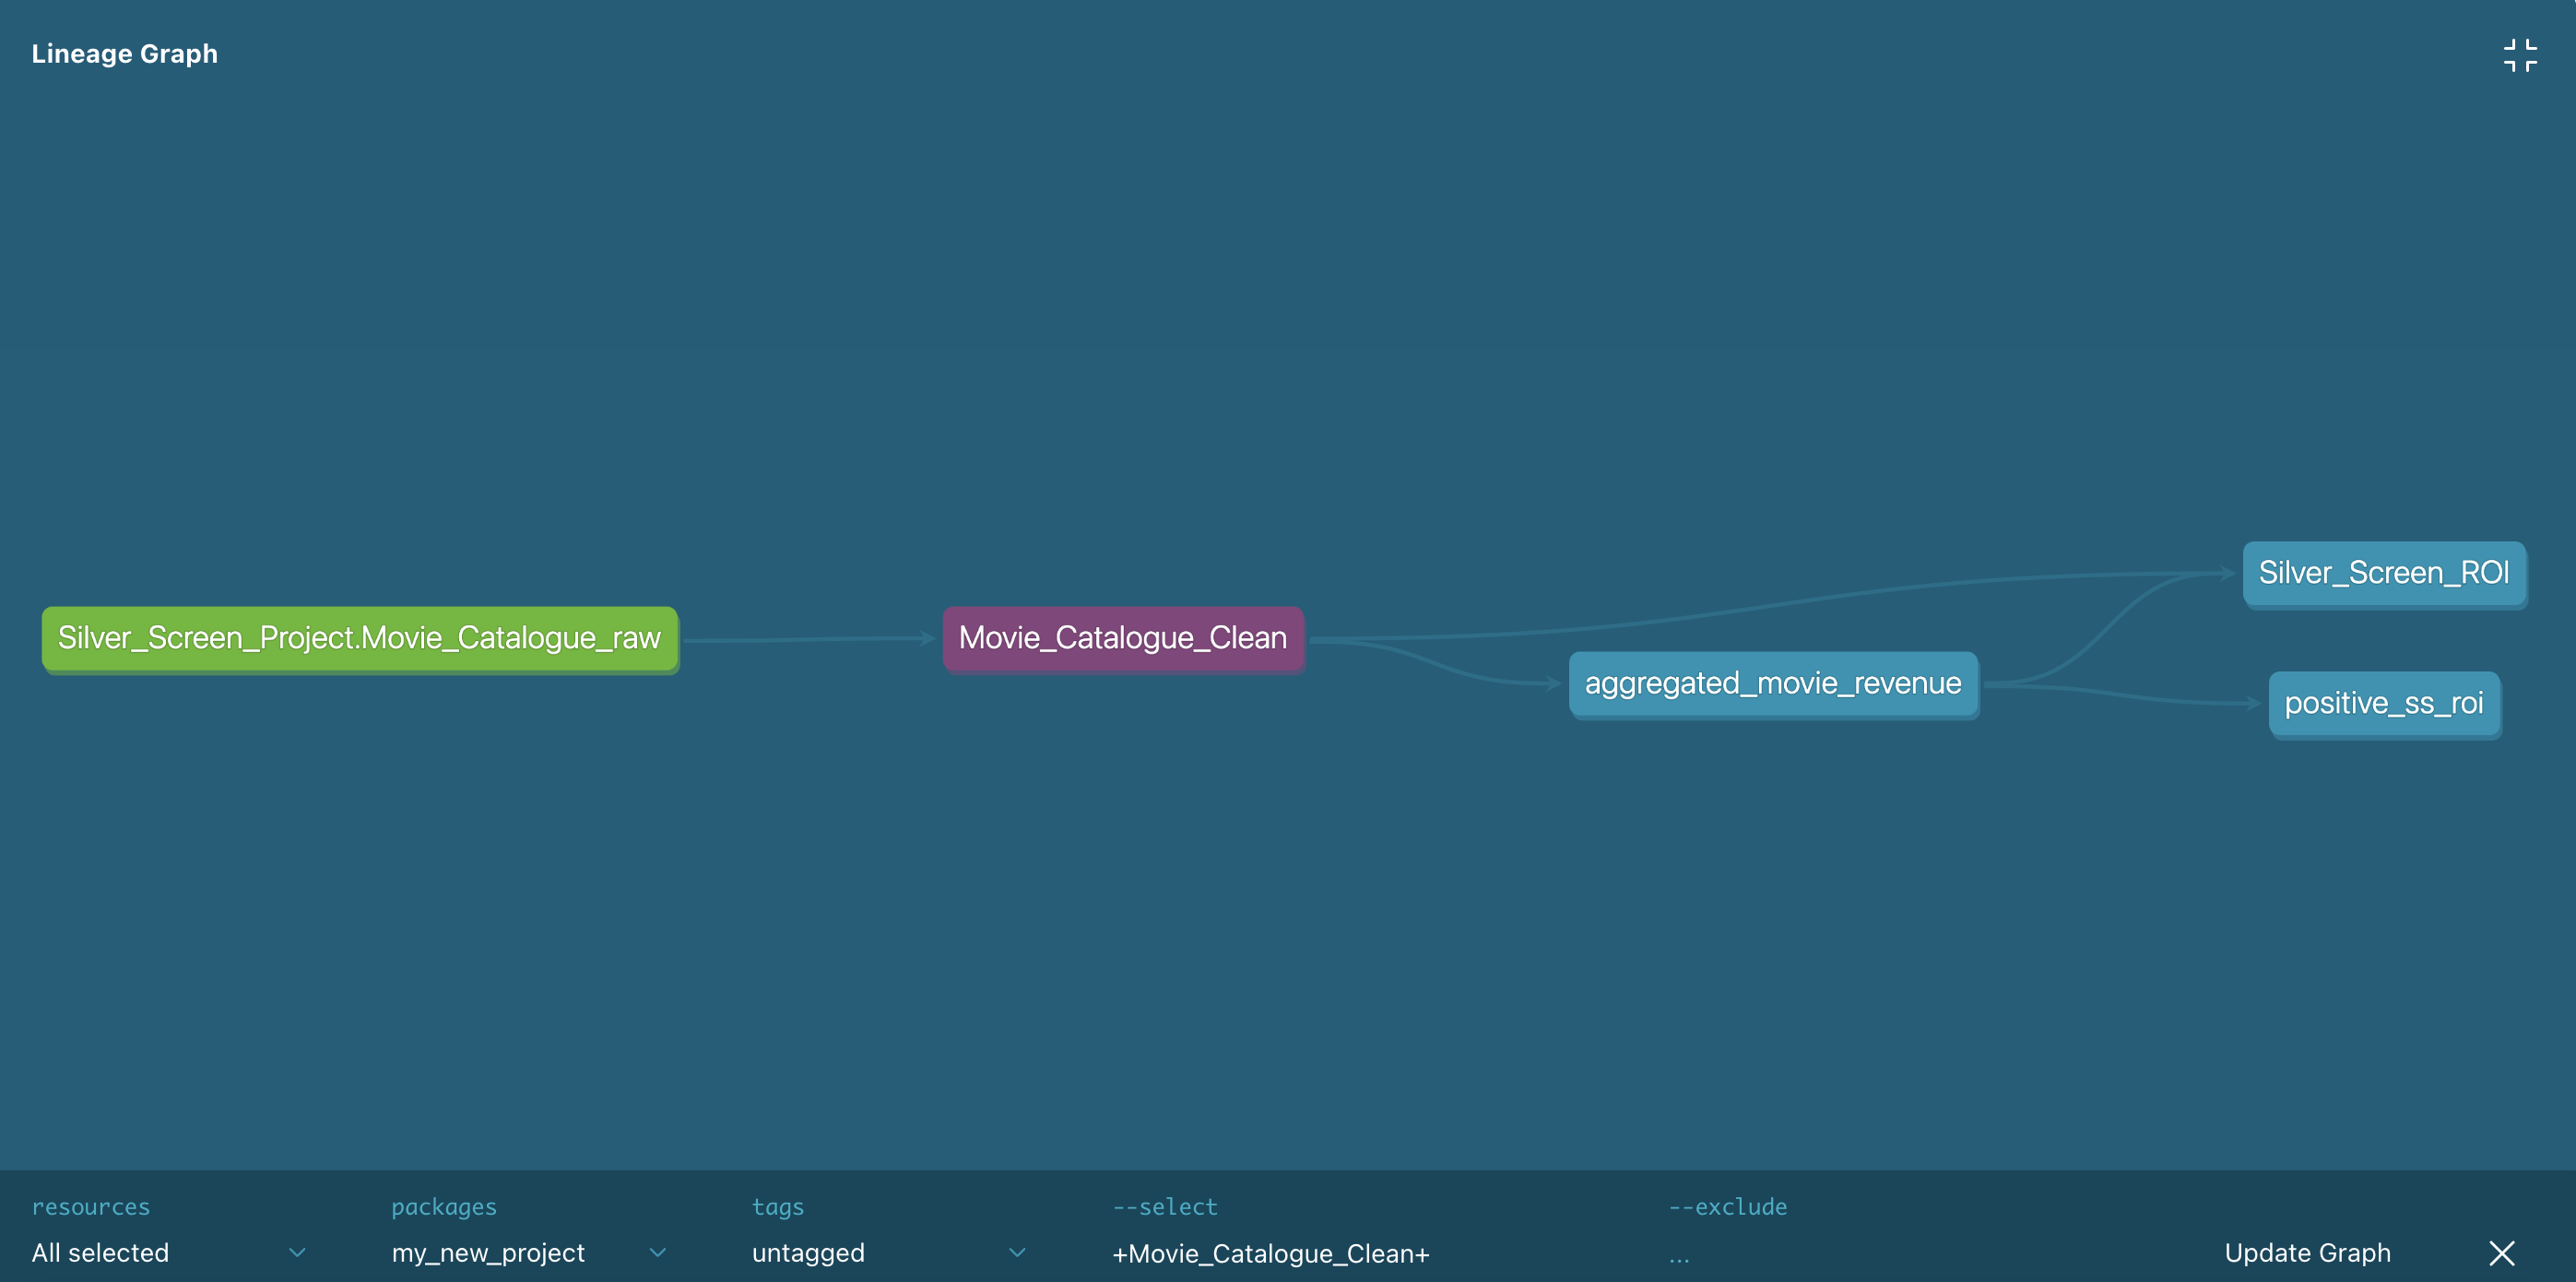 Lineage Graph
Silver_Screen_Project.Movie_Catalogue_raw
Movie_Catalogue_Clean
aggregated_movie_revenue
Silver_Screen_ROI
positive_ss_roi
resources
All selected
packages
my_new_project
tags
untagged
--select
+Movie_Catalogue_Clean+
--exclude
...
Update Graph